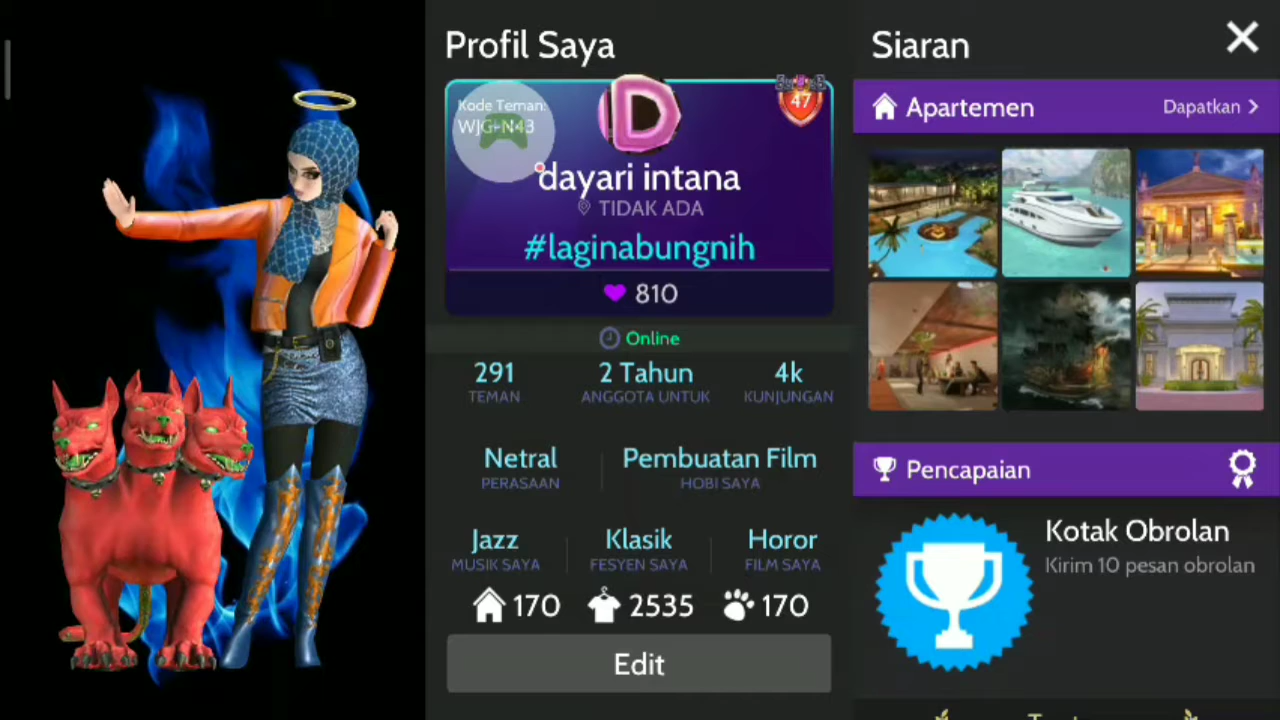 Profil Saya
Kode Teman:
D
47
dayari intana
TIDAK ADA
#laginabungnih
810
Online
291
TEMAN
2 Tahun
ANGGOTA UNTUK
4k
KUNJUNGAN
Netral
PERASAAN
Pembuatan Film
HOBI SAYA
Jazz
MUSIK SAYA
Klasik
FESYEN SAYA
Horor
FILM SAYA
170
2535
170
Edit
Siaran
Apartemen
Dapatkan
Pencapaian
Kotak Obrolan
Kirim 10 pesan obrolan